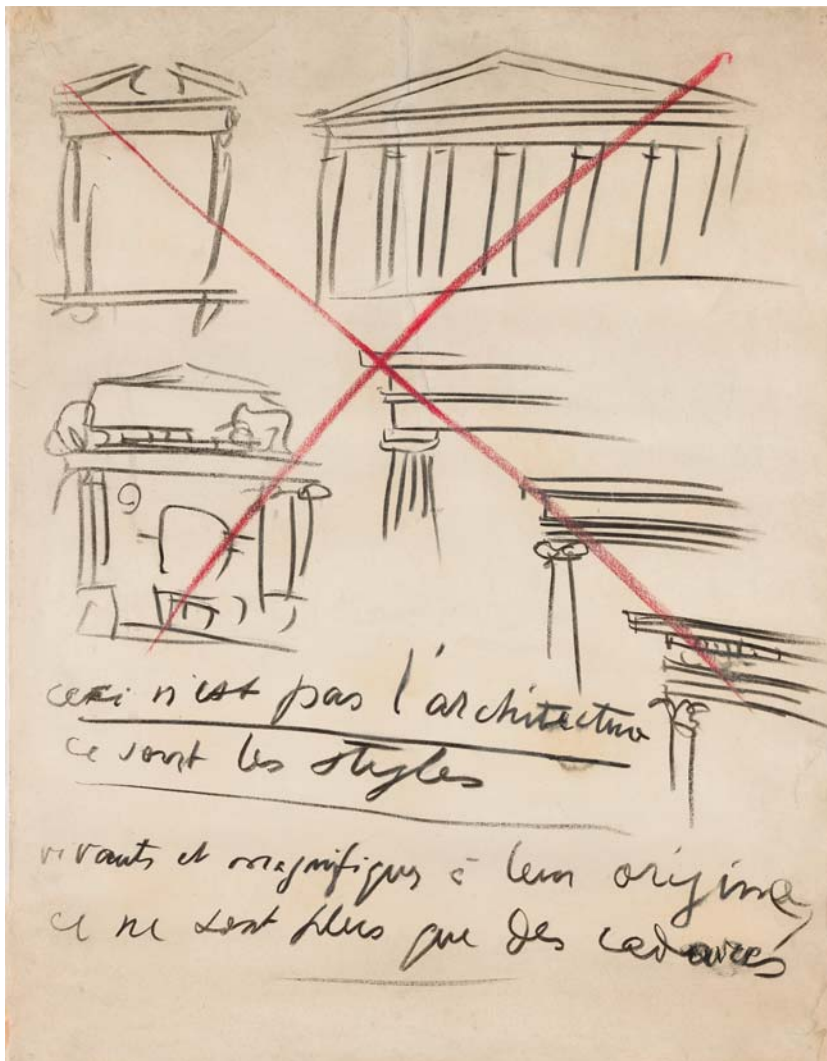 ceci n'est pas l'architecture
ce sont les styles
vivants et magnifiques à leur origine,
ce ne sont plus que des cadavres